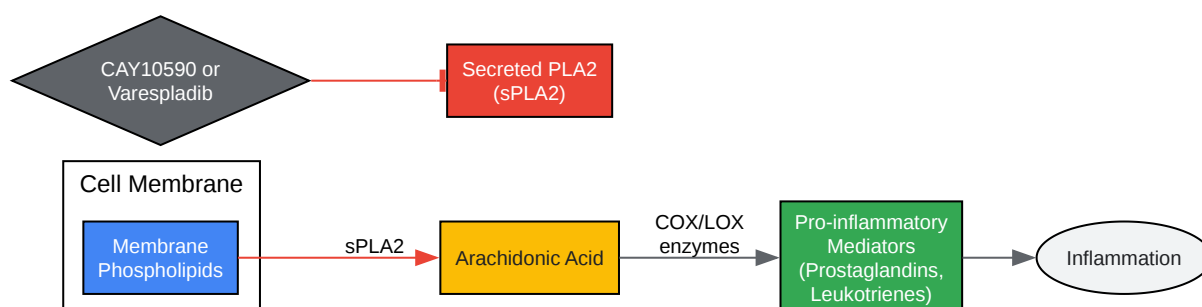 CAY10590 or
Varespladib
Secreted PLA2
(sPLA2)
Cell Membrane
Membrane
Phospholipids
sPLA2
Arachidonic Acid
COX/LOX
enzymes
Pro-inflammatory
Mediators
(Prostaglandins,
Leukotrienes)
Inflammation